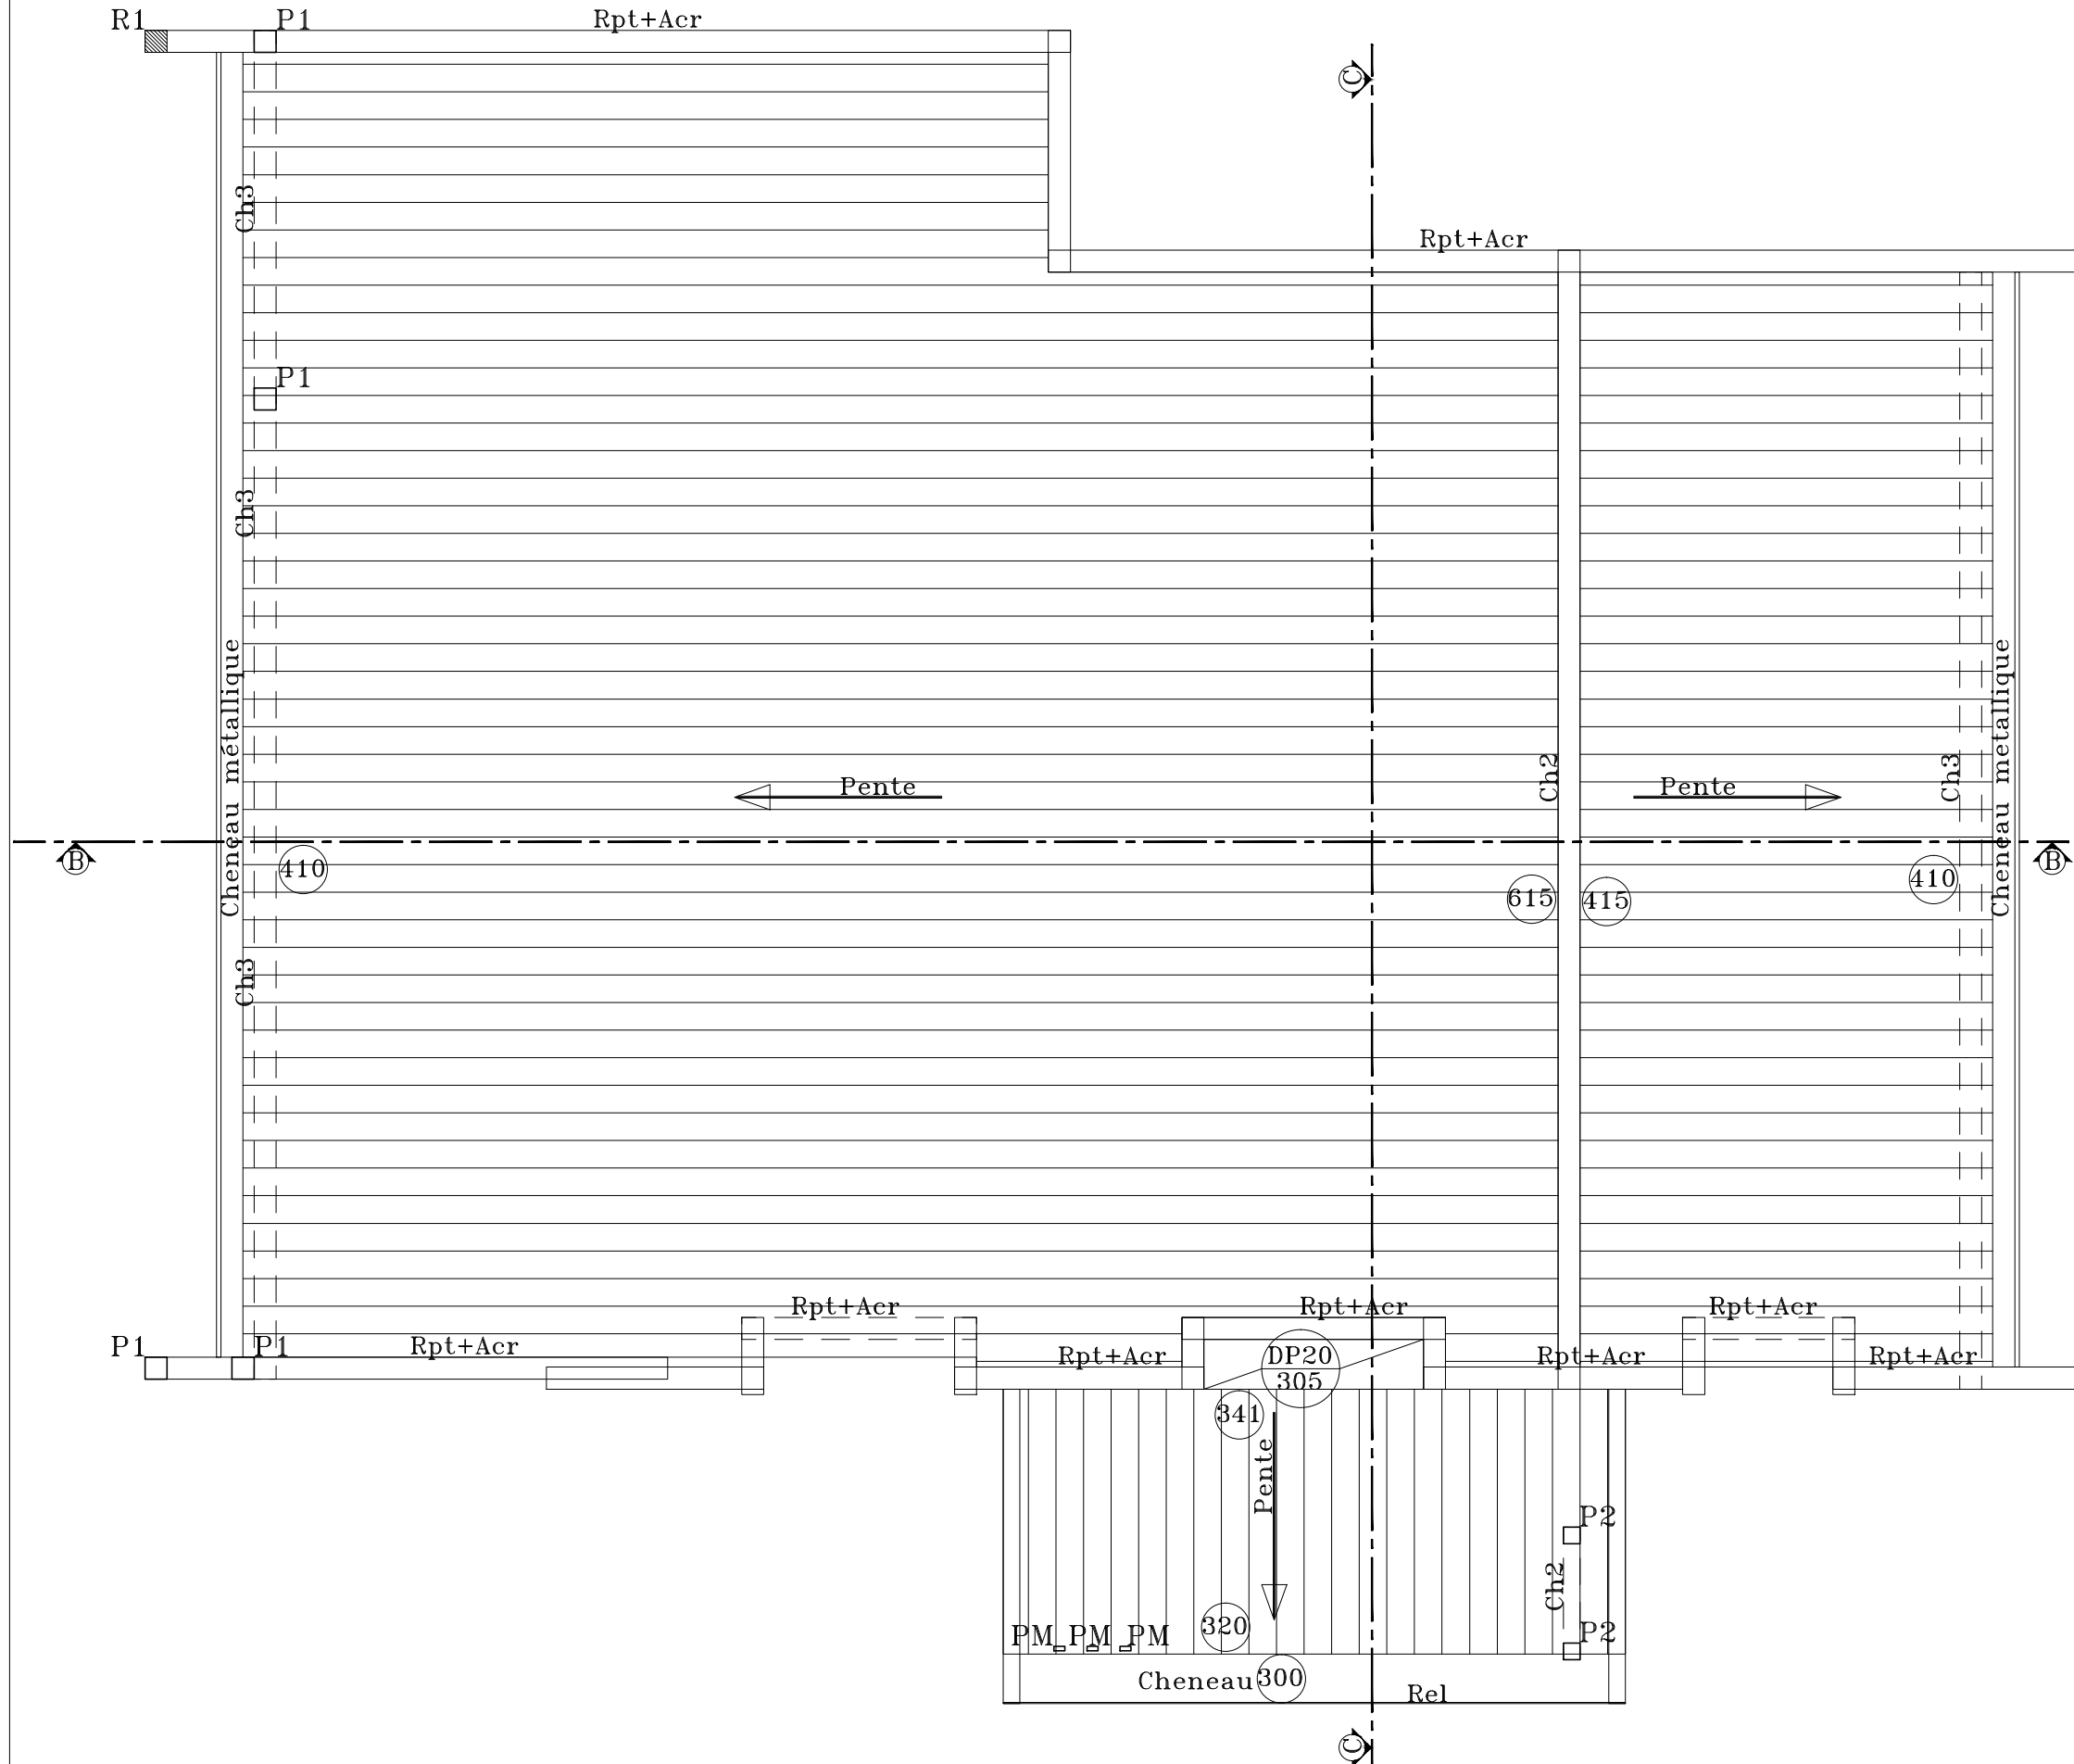 R1
P1
Rpt+Acr
C
Ch3
Rpt+Acr
P1
Ch3
Cheneau métallique
Cheneau metallique
Pente
Ch2
Pente
Ch3
B
B
410
615
415
410
Ch3
Rpt+Acr
Rpt+Acr
Rpt+Acr
P1
P1
Rpt+Acr
Rpt+Acr
DP20
305
Rpt+Acr
Rpt+Acr
341
Pente
P2
Ch2
320
PM
PM
PM
P2
Cheneau
300
Rel
C